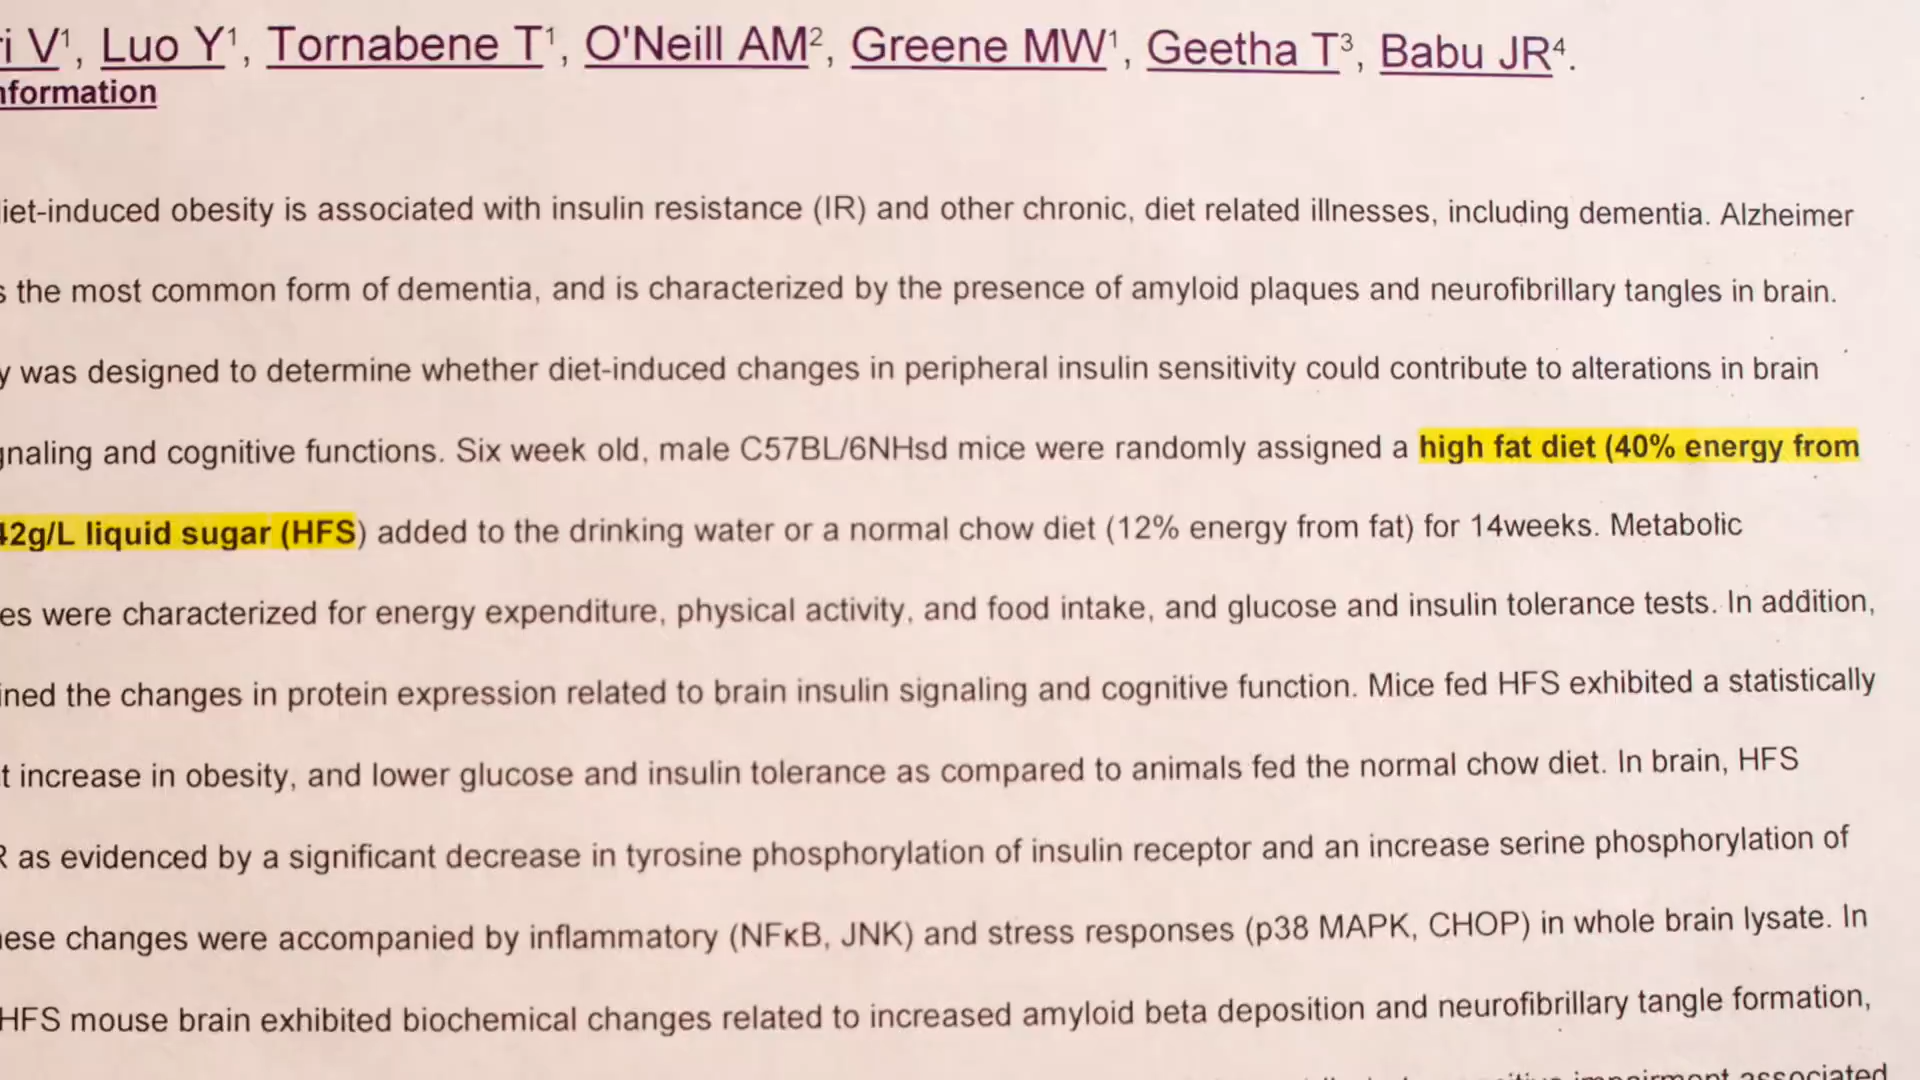 V¹, Luo Y¹, Tornabene T¹, O'Neill AM², Greene MW¹, Geetha T³, Babu JR⁴.
nformation
iet-induced obesity is associated with insulin resistance (IR) and other chronic, diet related illnesses, including dementia. Alzheimer
s the most common form of dementia, and is characterized by the presence of amyloid plaques and neurofibrillary tangles in brain.
y was designed to determine whether diet-induced changes in peripheral insulin sensitivity could contribute to alterations in brain
gnaling and cognitive functions. Six week old, male C57BL/6NHsd mice were randomly assigned a high fat diet (40% energy from
42g/L liquid sugar (HFS) added to the drinking water or a normal chow diet (12% energy from fat) for 14weeks. Metabolic
es were characterized for energy expenditure, physical activity, and food intake, and glucose and insulin tolerance tests. In addition,
ined the changes in protein expression related to brain insulin signaling and cognitive function. Mice fed HFS exhibited a statistically
t increase in obesity, and lower glucose and insulin tolerance as compared to animals fed the normal chow diet. In brain, HFS
R as evidenced by a significant decrease in tyrosine phosphorylation of insulin receptor and an increase serine phosphorylation of
ese changes were accompanied by inflammatory (NFκB, JNK) and stress responses (p38 MAPK, CHOP) in whole brain lysate. In
HFS mouse brain exhibited biochemical changes related to increased amyloid beta deposition and neurofibrillary tangle formation,
impairment associated